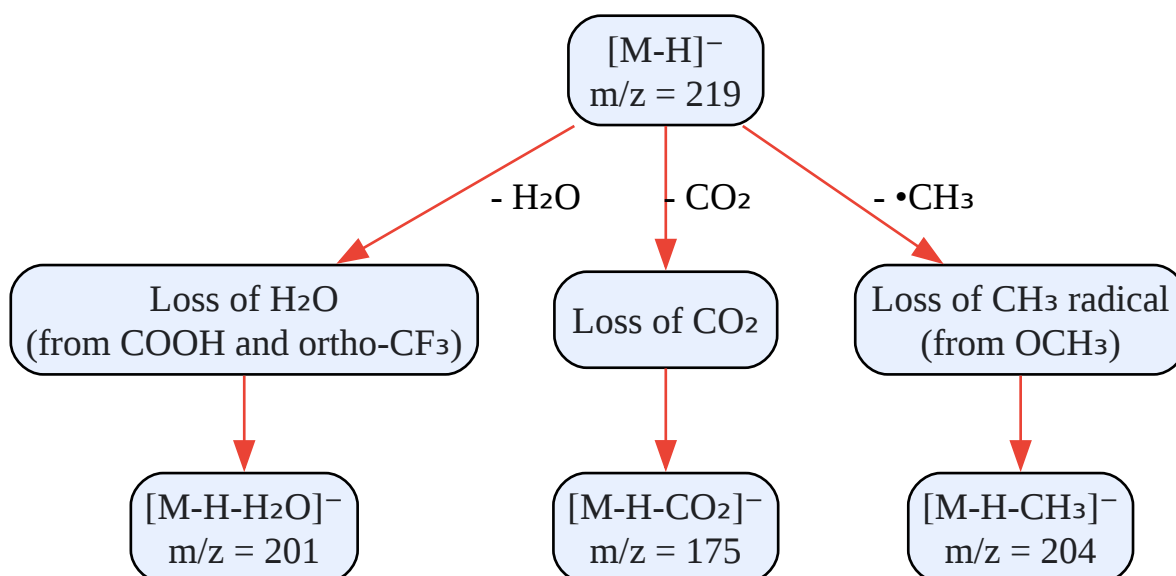 [M-H]⁻
m/z = 219
- H₂O
- CO₂
- •CH₃
Loss of H₂O
(from COOH and ortho-CF₃)
Loss of CO₂
Loss of CH₃ radical
(from OCH₃)
[M-H-H₂O]⁻
m/z = 201
[M-H-CO₂]⁻
m/z = 175
[M-H-CH₃]⁻
m/z = 204